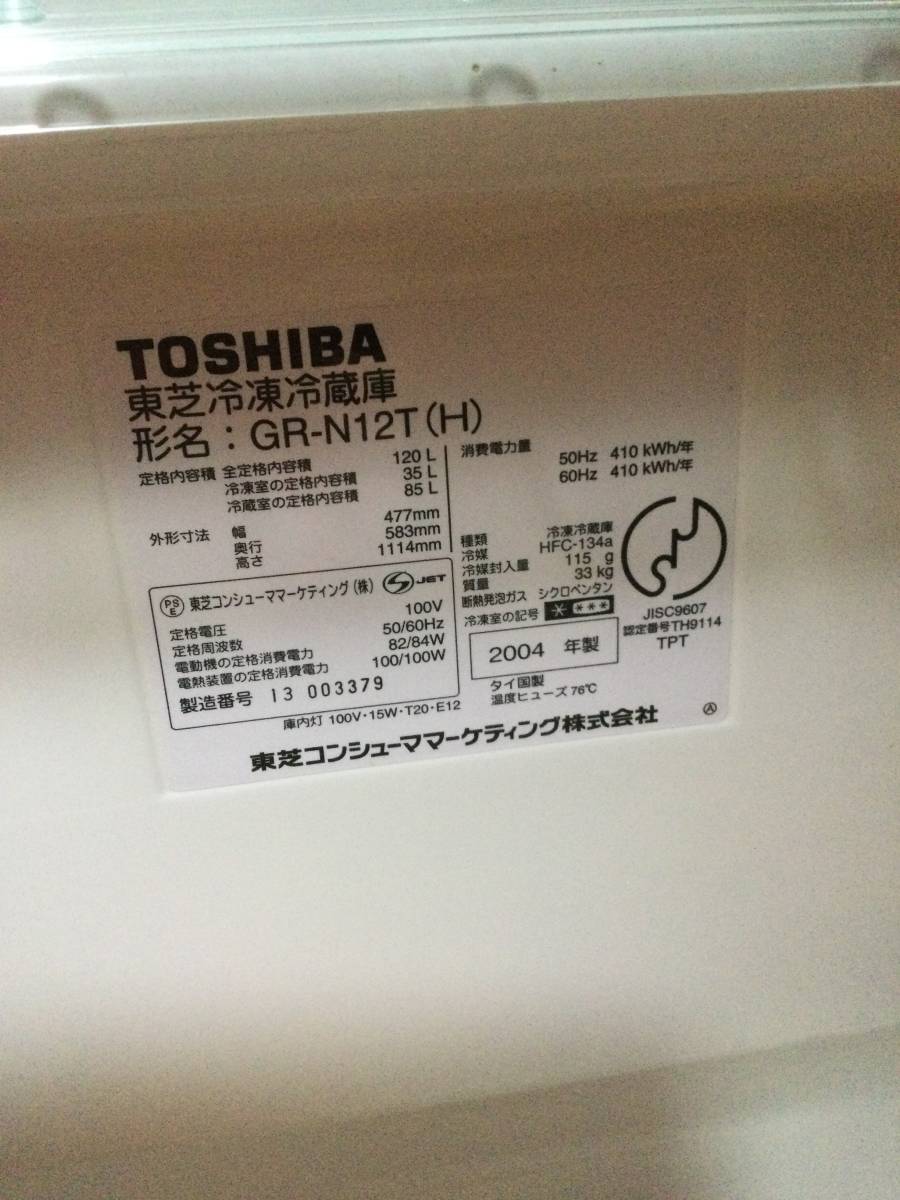 TOSHIBA
東芝冷凍冷蔵庫
形名：GR-N12T(H)
定格内容積 全定格内容積 120 L
冷凍室の定格内容積 35 L
冷蔵室の定格内容積 85 L
外形寸法 幅 477mm
奥行 583mm
高さ 1114mm
消費電力量 50Hz 410 kWh/年
60Hz 410 kWh/年
種類 冷凍冷蔵庫
冷媒 HFC-134a
冷媒封入量 115 g
質量 33 kg
断熱発泡ガス シクロペンタン
冷凍室の記号 * ***
JISC9607
認定番号TH9114
TPT
PS
E
東芝コンシューママーケティング(株) JET
定格電圧 100V
定格周波数 50/60Hz
電動機の定格消費電力 82/84W
電熱装置の定格消費電力 100/100W
製造番号 13 003379
2004 年製
タイ国製
温度ヒューズ 76℃
庫内灯 100V・15W・T20・E12
東芝コンシューママーケティング株式会社 Ⓐ